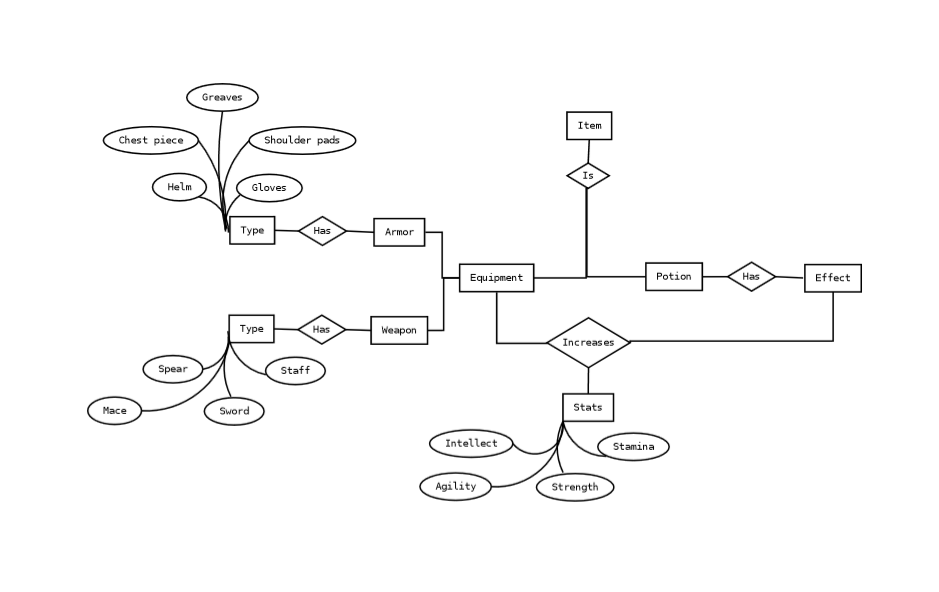 Greaves
Item
Chest piece
Shoulder pads
Is
Helm
Gloves
Type
Has
Armor
Equipment
Potion
Has
Effect
Type
Has
Weapon
Increases
Spear
Staff
Mace
Sword
Stats
Intellect
Stamina
Agility
Strength